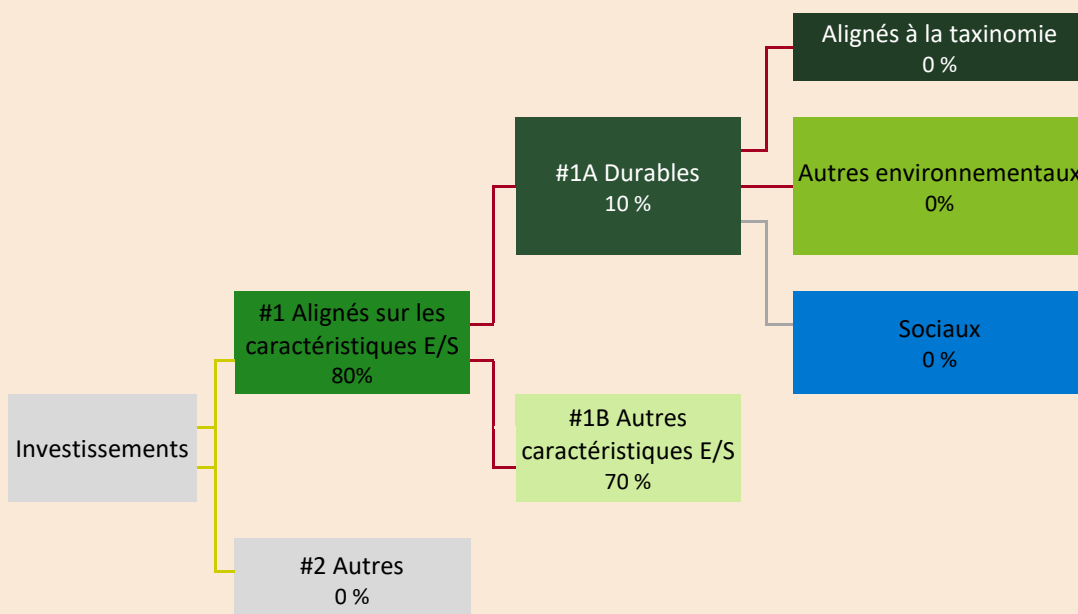 Alignés à la taxinomie
0 %
#1A Durables
10 %
Autres environnementaux
0%
#1 Alignés sur les
caractéristiques E/S
80%
Sociaux
0 %
Investissements
#1B Autres
caractéristiques E/S
70 %
#2 Autres
0 %